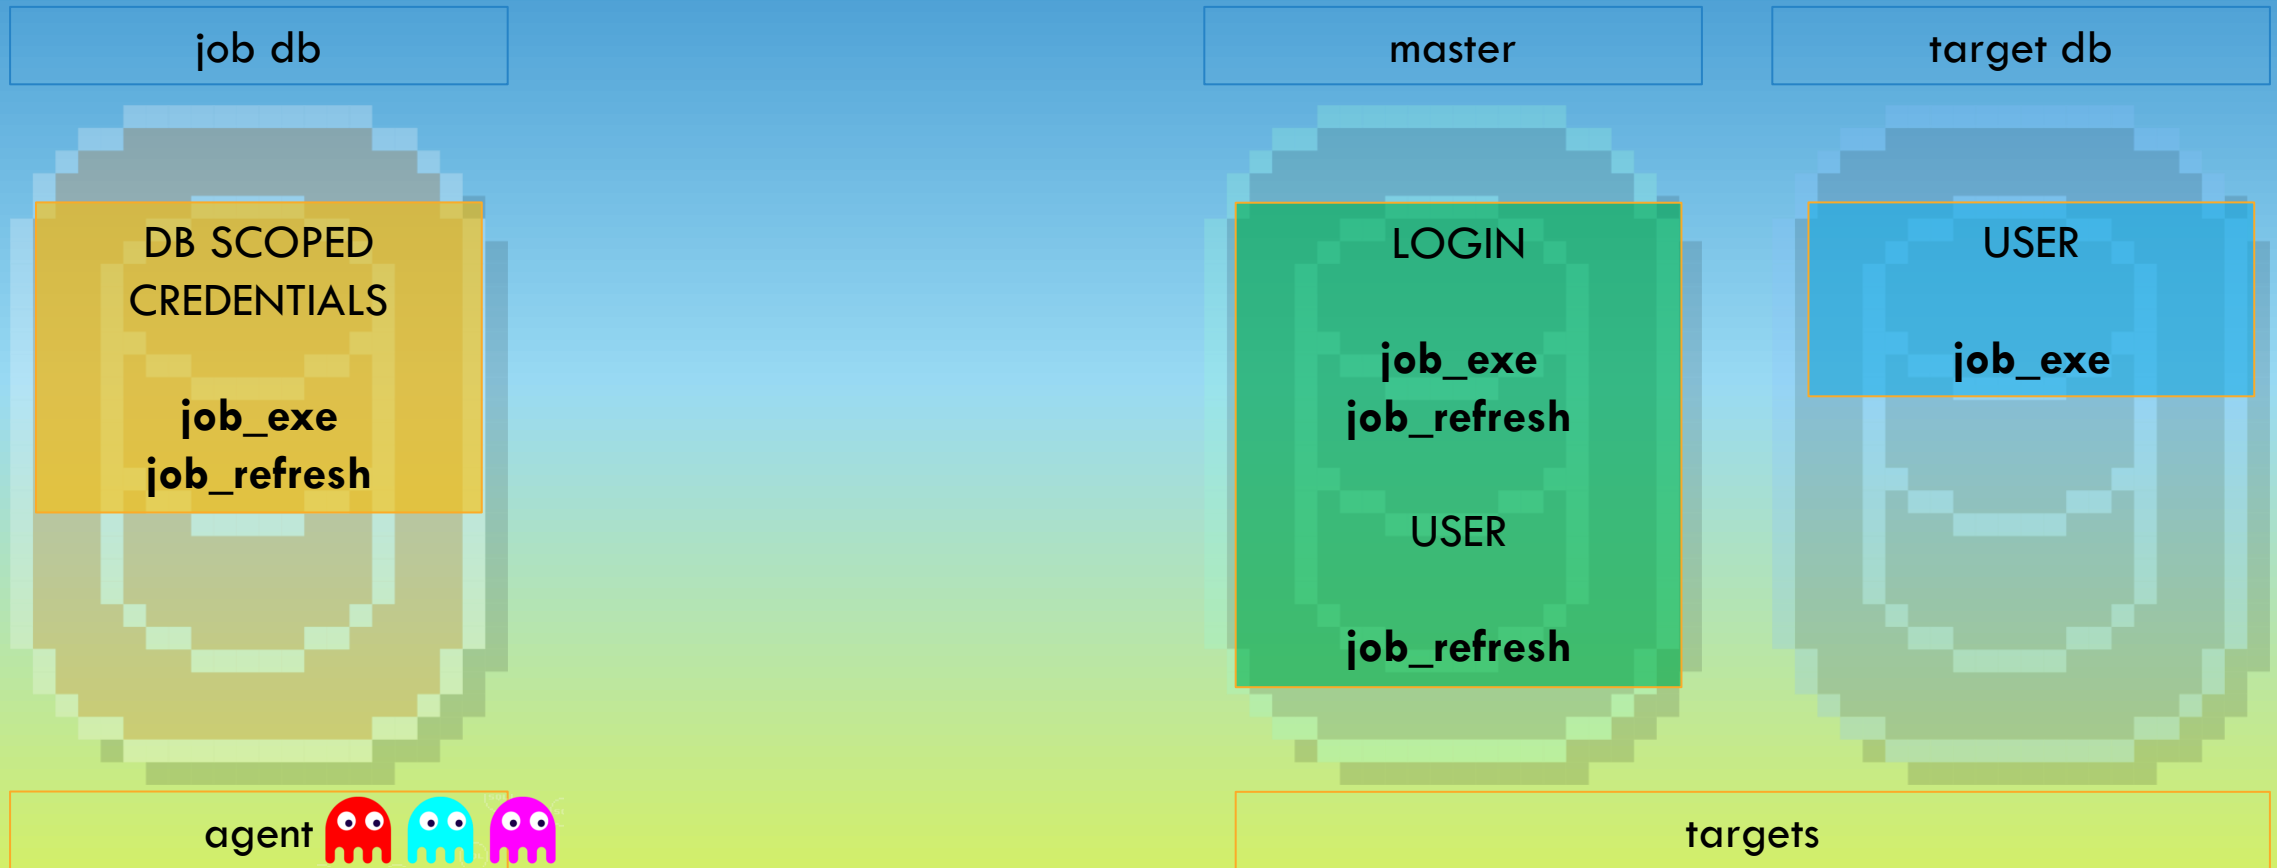 job db
master
target db
DB SCOPED
CREDENTIALS
job_exe
job_refresh
LOGIN
job_exe
job_refresh
USER
job_refresh
USER
job_exe
agent
targets